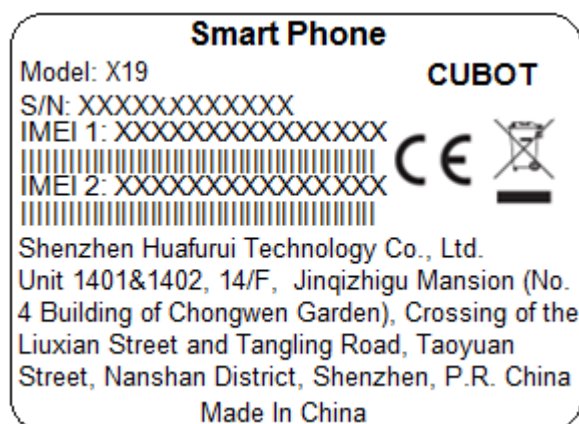 Smart Phone
Model: X19
CUBOT
S/N: XXXXXXXXXXXXX
IMEI 1: XXXXXXXXXXXXXXX
IMEI 2: XXXXXXXXXXXXXXX
CE
Shenzhen Huafurui Technology Co., Ltd.
Unit 1401&1402, 14/F, Jinqizhigu Mansion (No.
4 Building of Chongwen Garden), Crossing of the
Liuxian Street and Tangling Road, Taoyuan
Street, Nanshan District, Shenzhen, P.R. China
Made In China